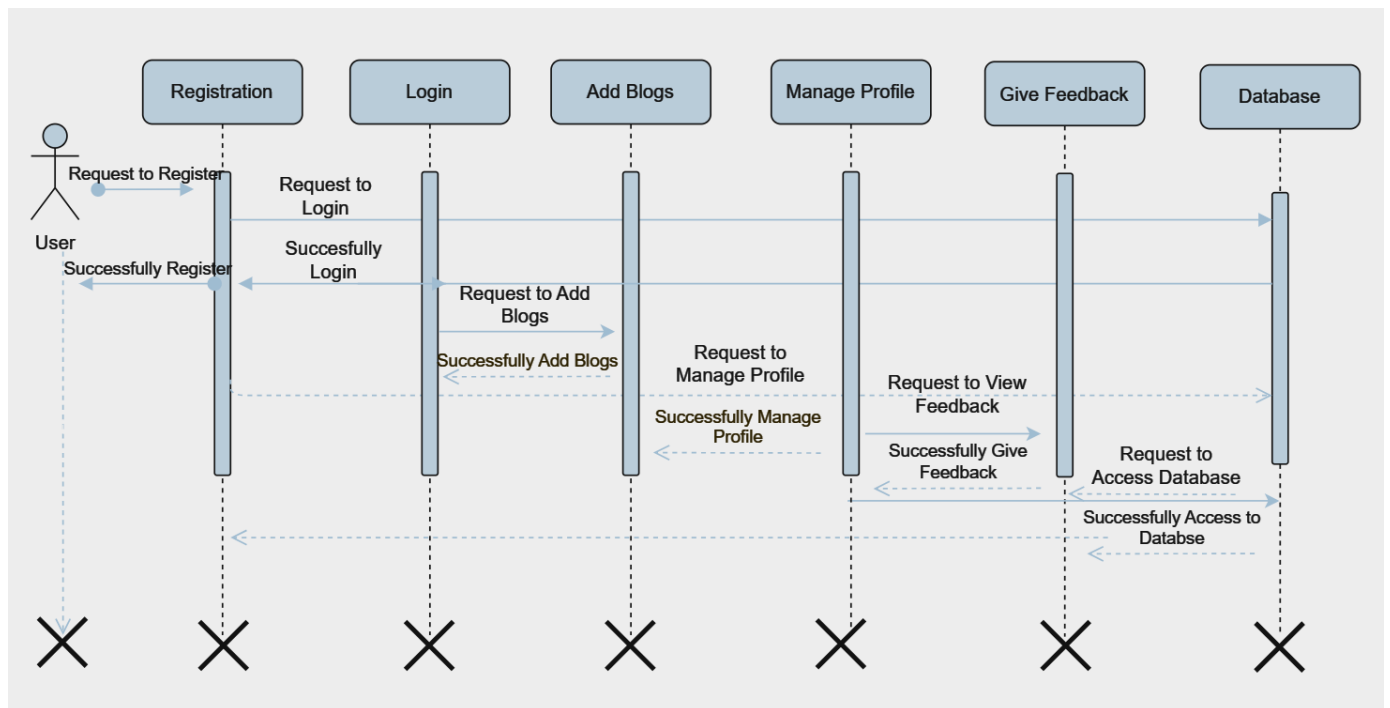 Registration
Login
Add Blogs
Manage Profile
Give Feedback
Database
Request to Register
Request to
Login
User
Successfully Register
Succesfully
Login
Request to Add
Blogs
Successfully Add Blogs
Request to
Manage Profile
Request to View
Feedback
Successfully Manage
Profile
Successfully Give
Feedback
Request to
Access Database
Successfully Access to
Databse